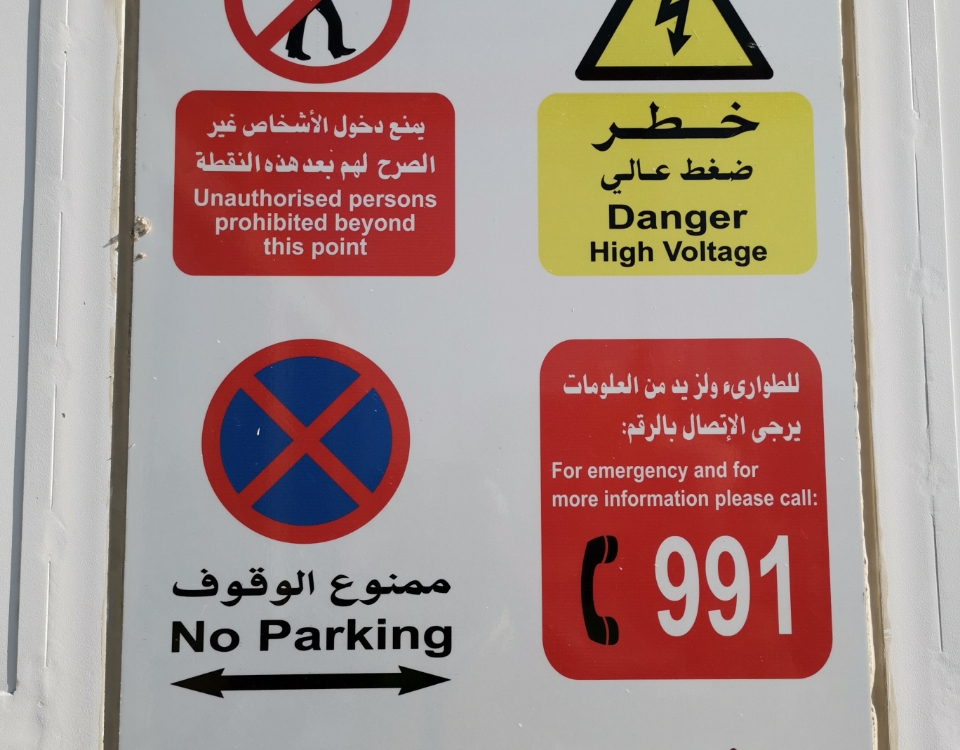 يمنع دخول الأشخاص غير
الصرح لهم بعد هذه النقطة
Unauthorised persons
prohibited beyond
this point
خطر
ضغط عالي
Danger
High Voltage
ممنوع الوقوف
No Parking
للطوارىء ولزيد من العلومات
يرجى الإتصال بالرقم:
For emergency and for
more information please call:
991